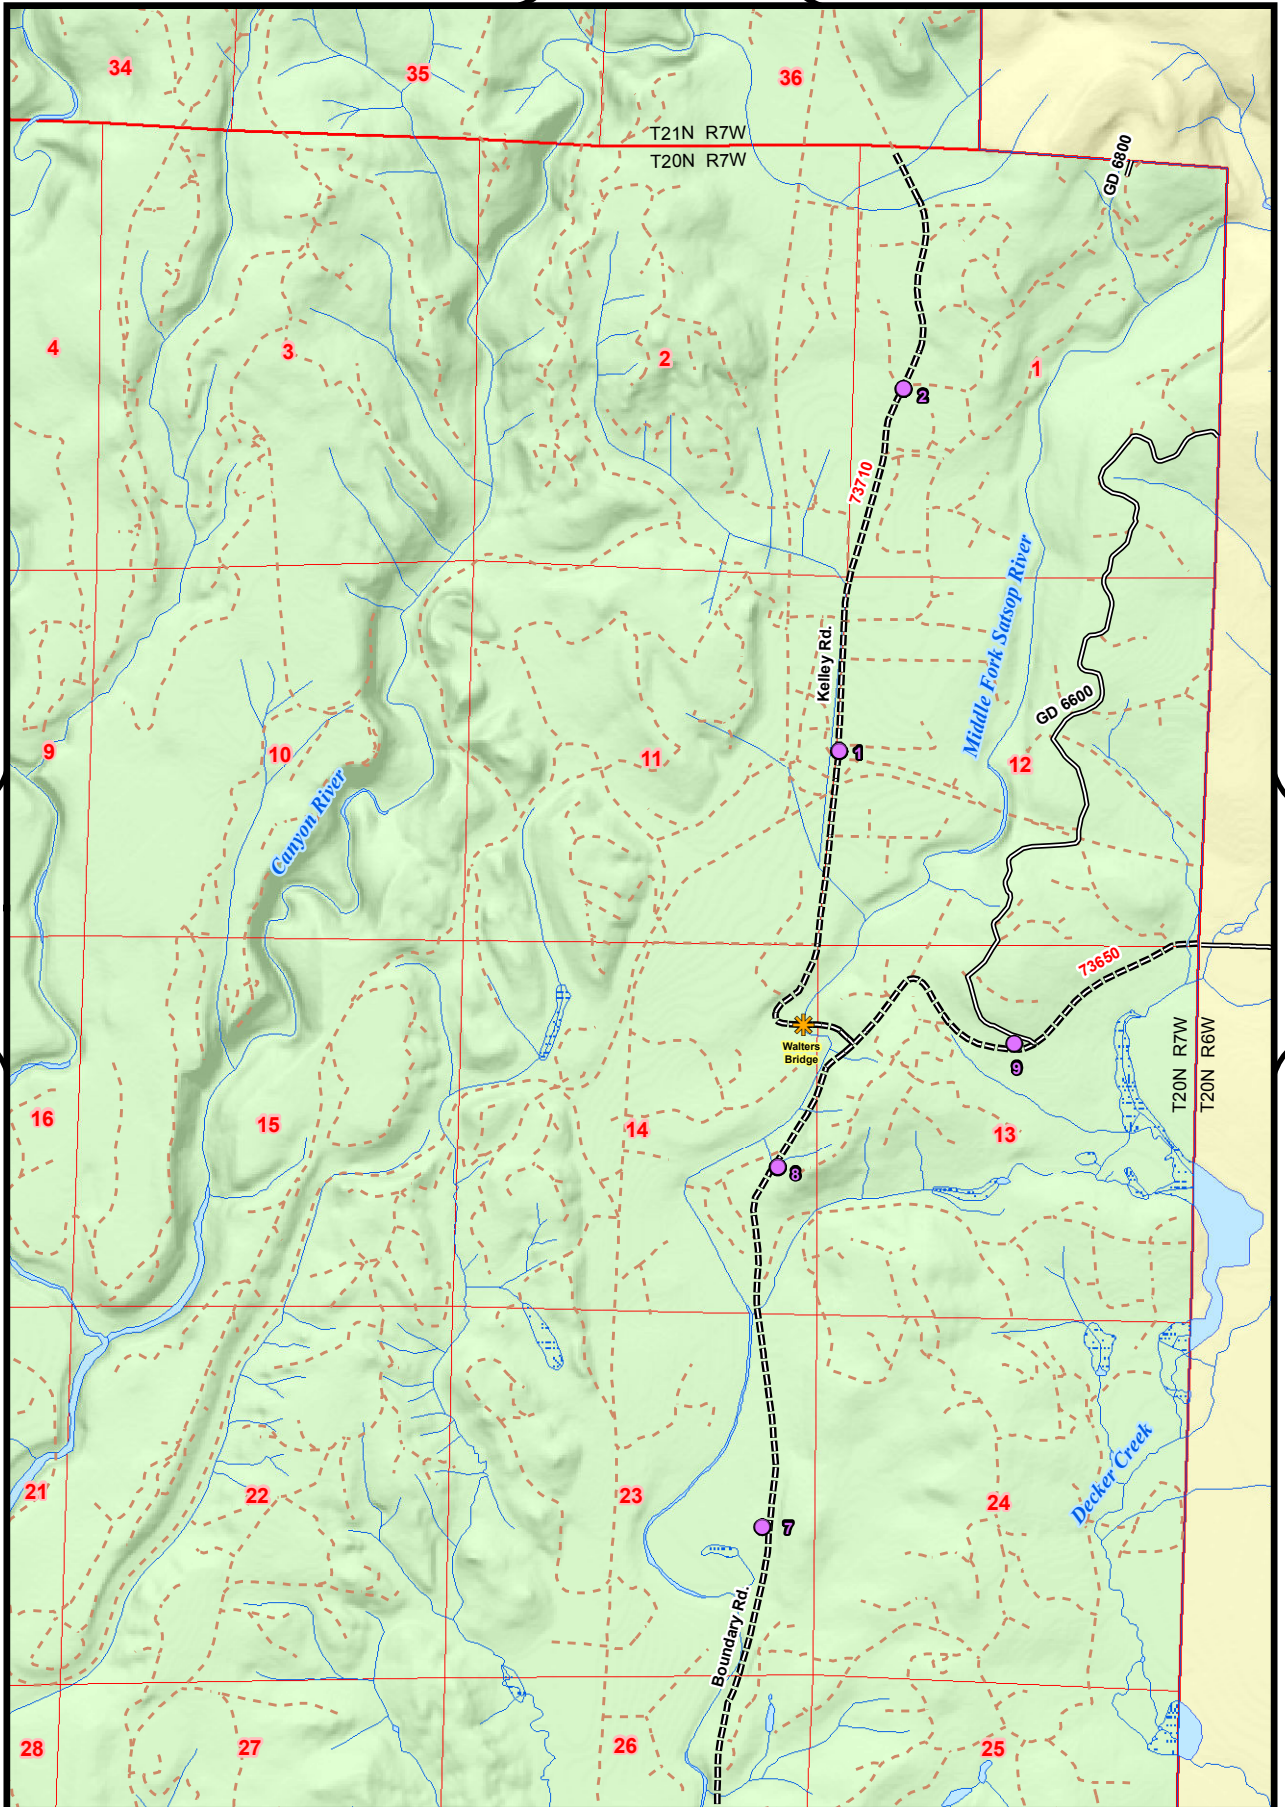 34
35
36
T21N R7W
T20N R7W
GD 6800
4
3
2
1
2
73710
Middle Fork Satsop River
Kelley Rd.
GD 6600
9
10
11
1
12
Canyon River
73650
Walters
Bridge
9
T20N R7W
T20N R6W
16
15
14
13
8
Decker Creek
21
22
23
24
7
Boundary Rd.
28
27
26
25